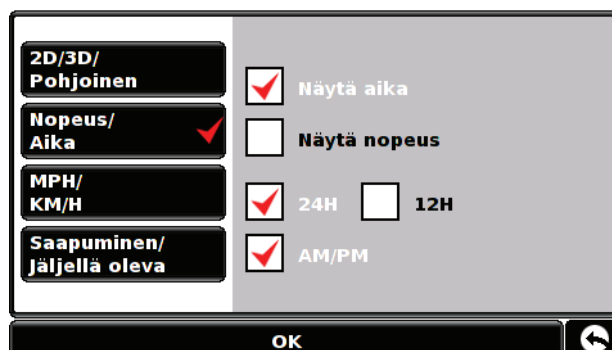 2D/3D/
Pohjoinen
Nopeus/
Aika
MPH/
KM/H
Saapuminen/
Jäljellä oleva
Näytä aika
Näytä nopeus
24H 12H
AM/PM
OK